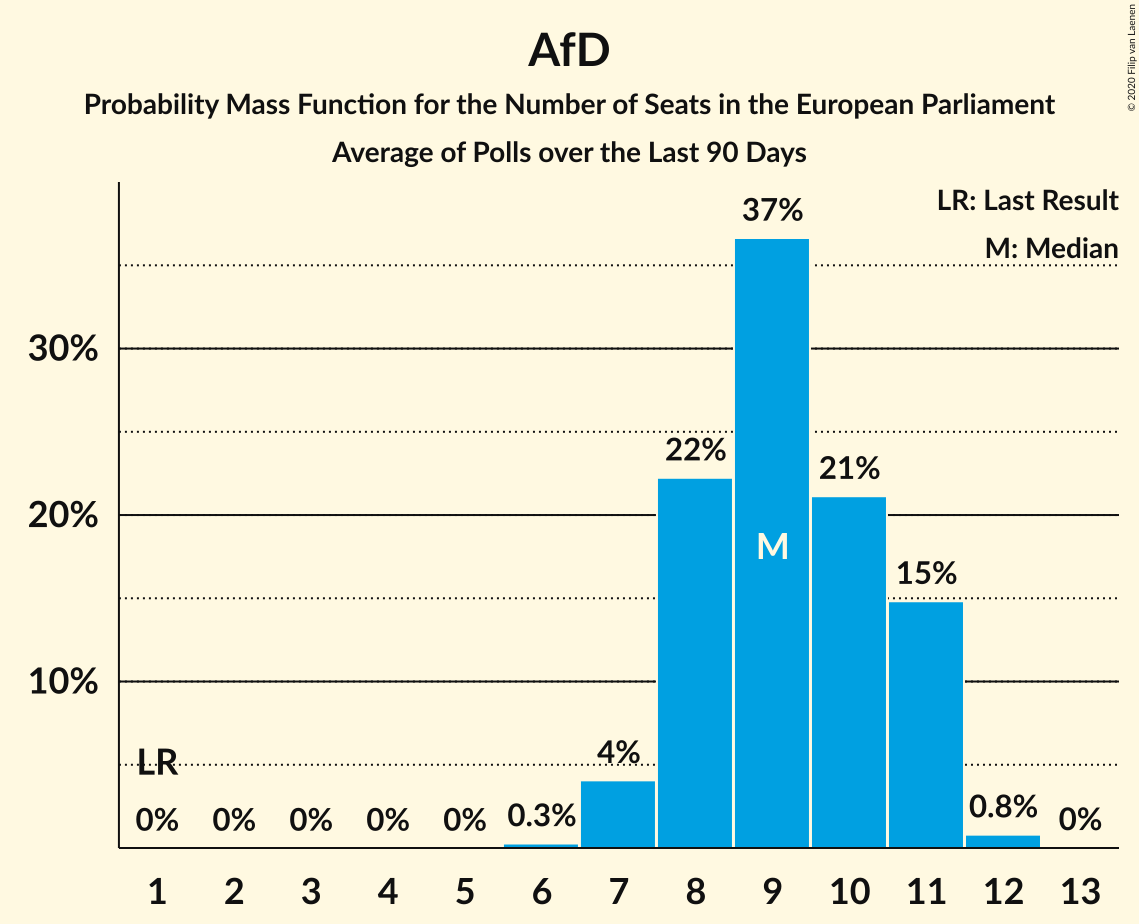 © 2020 Filip van Laenen
AfD
Probability Mass Function for the Number of Seats in the European Parliament
Average of Polls over the Last 90 Days
LR: Last Result
M: Median
37%
30%
22%
21%
20%
M
15%
10%
LR
4%
0% 0% 0% 0% 0% 0.3% 0.8% 0%
1 2 3 4 5 6 7 8 9 10 11 12 13